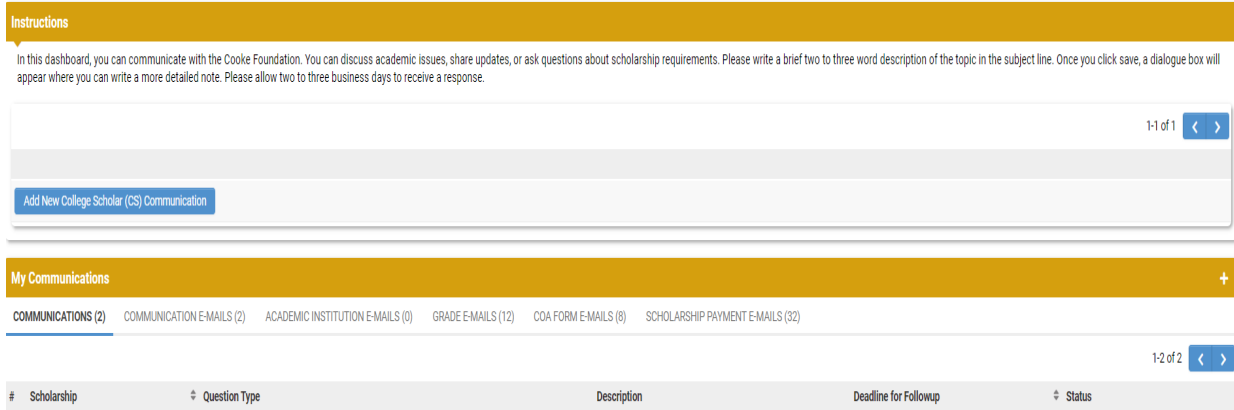 Instructions
In this dashboard, you can communicate with the Cooke Foundation. You can discuss academic issues, share updates, or ask questions about scholarship requirements. Please write a brief two to three word description of the topic in the subject line. Once you click save, a dialogue box will
appear where you can write a more detailed note. Please allow two to three business days to receive a response.
1-1 of 1
Add New College Scholar (CS) Communication
My Communications +
COMMUNICATIONS (2) COMMUNICATION E-MAILS (2) ACADEMIC INSTITUTION E-MAILS (0) GRADE E-MAILS (12) COA FORM E-MAILS (8) SCHOLARSHIP PAYMENT E-MAILS (32)
1-2 of 2
# Scholarship Question Type Description Deadline for Followup Status